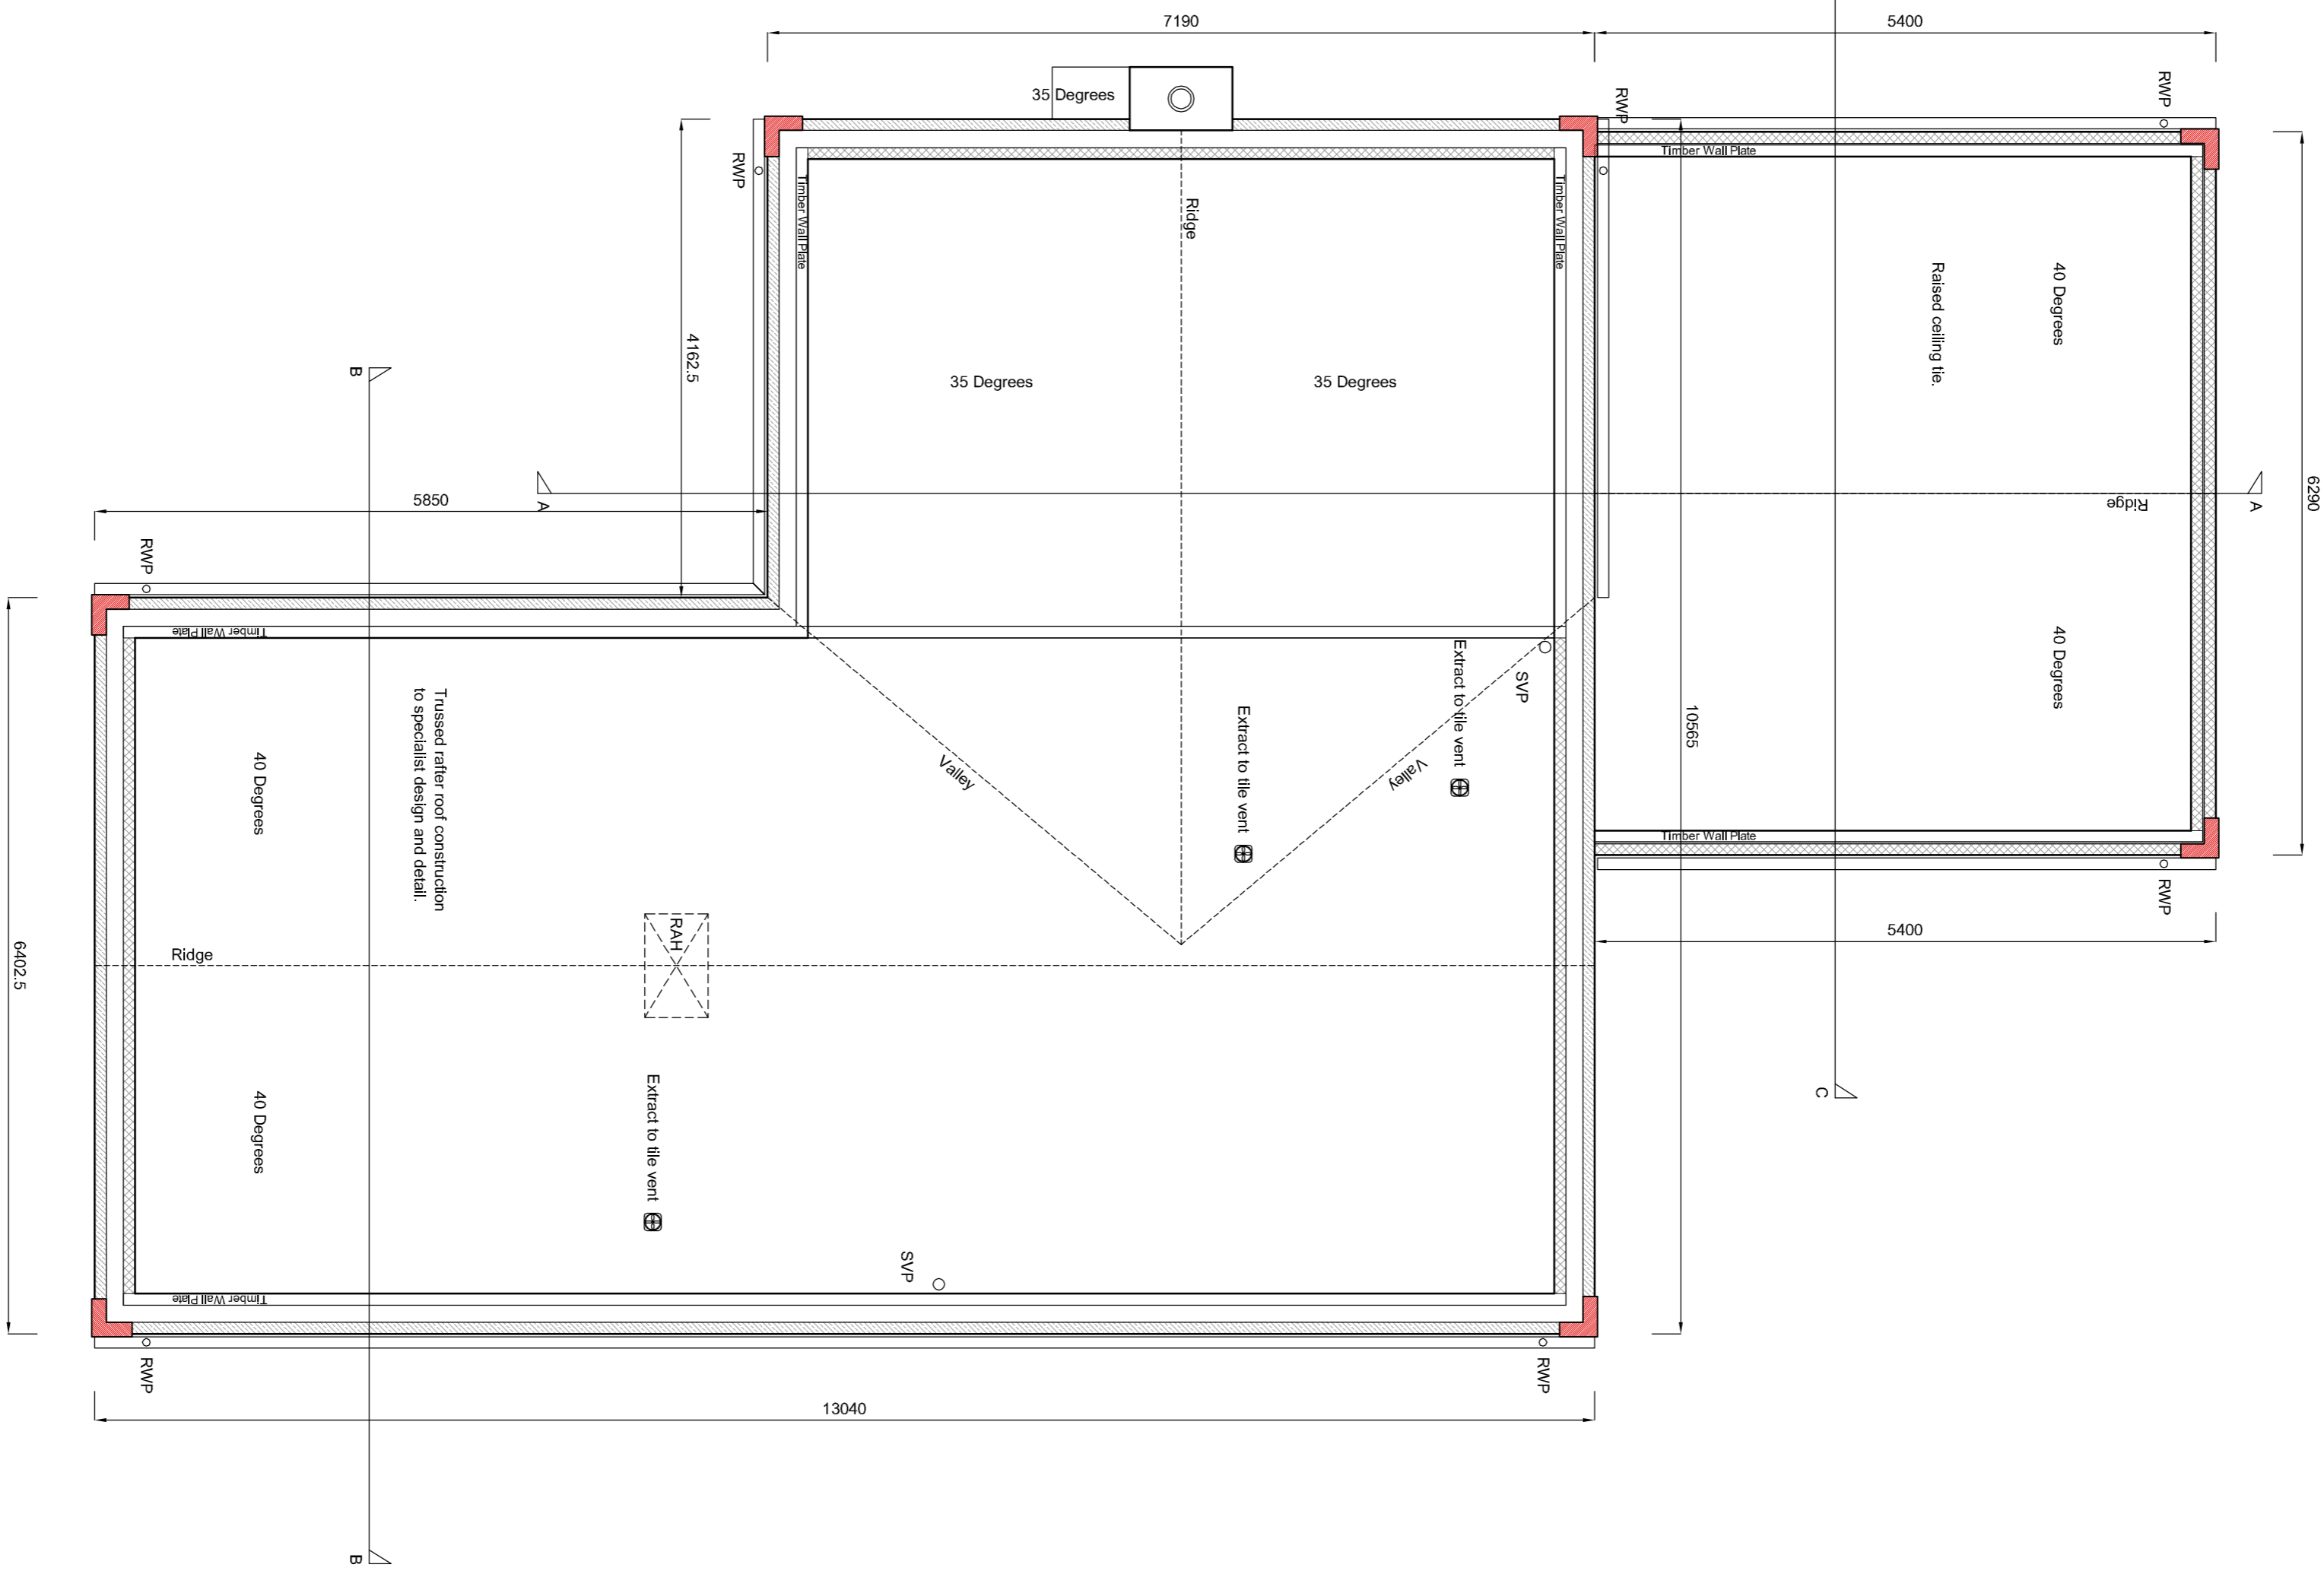 7190
5400
35 Degrees
RWP
RWP
RWP
Timber Wall Plate
Timber Wall Plate
Timber Wall Plate
Ridge
40 Degrees
Raised ceiling tie.
6290
4162.5
B
35 Degrees
35 Degrees
5850
A
Ridge
A
RWP
Timber Wall Plate
Extract to tile vent
SVP
40 Degrees
Trussed rafter roof construction
to specialist design and detail.
Extract to tile vent
10565
40 Degrees
Valley
Valley
Timber Wall Plate
RWP
RAH
5400
Ridge
6402.5
C
40 Degrees
Extract to tile vent
SVP
Timber Wall Plate
RWP
RWP
13040
B